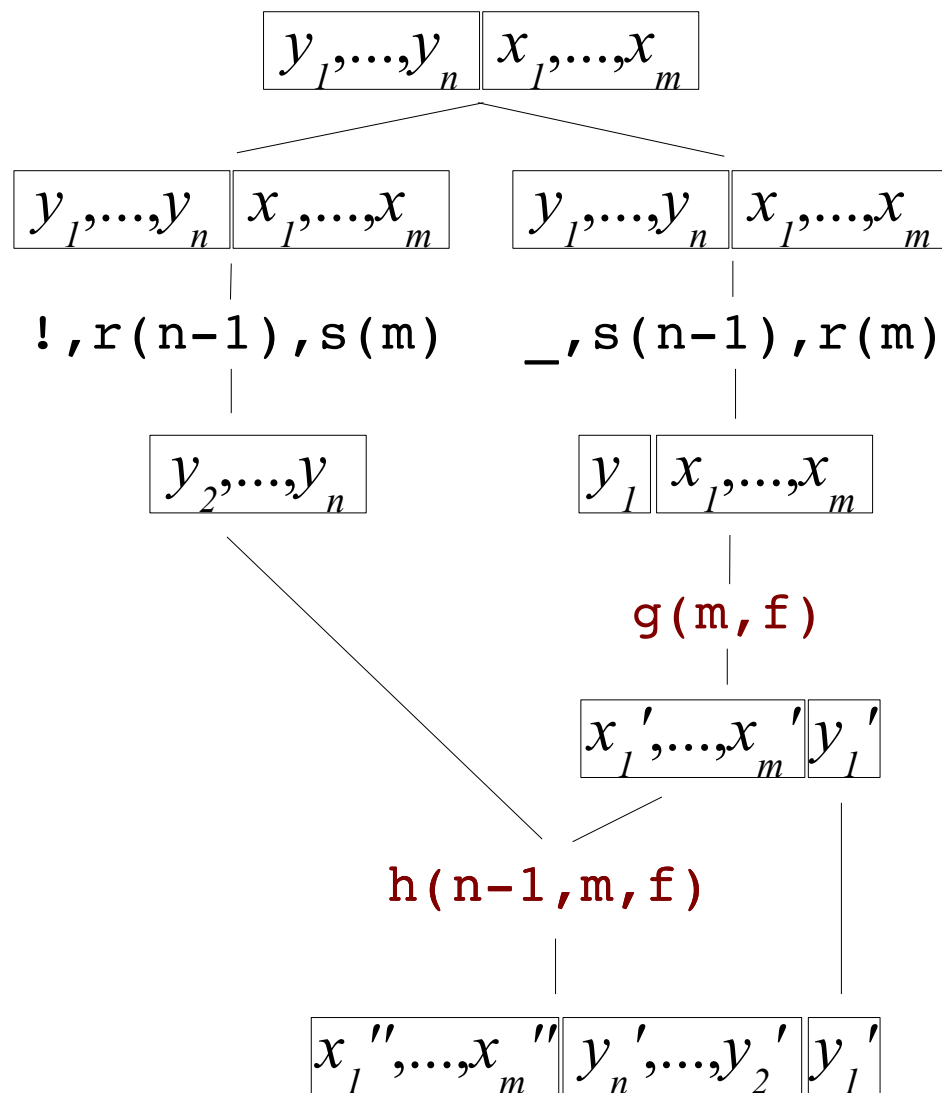 y₁,...,yₙ x₁,...,xₘ
y₁,...,yₙ x₁,...,xₘ y₁,...,yₙ x₁,...,xₘ
!,r(n-1),s(m) _,s(n-1),r(m)
y₂,...,yₙ y₁ x₁,...,xₘ
g(m,f)
x₁',...,xₘ' y₁'
h(n-1,m,f)
x₁'',...,xₘ'' yₙ',...,y₂' y₁'